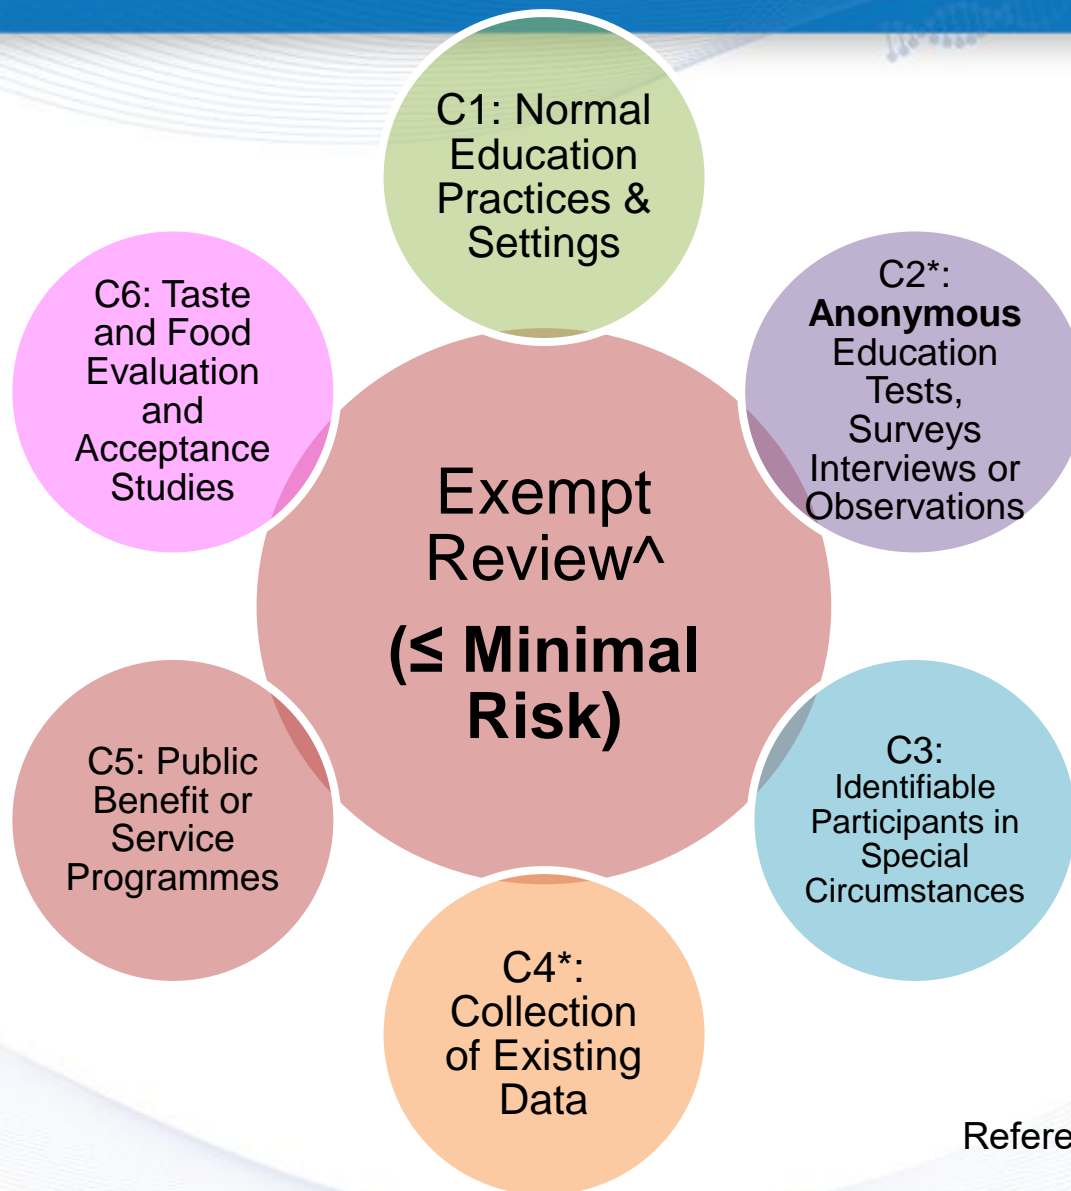 C1: Normal
Education
Practices &
Settings
C2*:
Anonymous
Education
Tests,
Surveys
Interviews or
Observations
C3:
Identifiable
Participants in
Special
Circumstances
C4*:
Collection
of Existing
Data
C5: Public
Benefit or
Service
Programmes
C6: Taste
and Food
Evaluation
and
Acceptance
Studies
Exempt
Review^
(≤ Minimal
Risk)
Refere